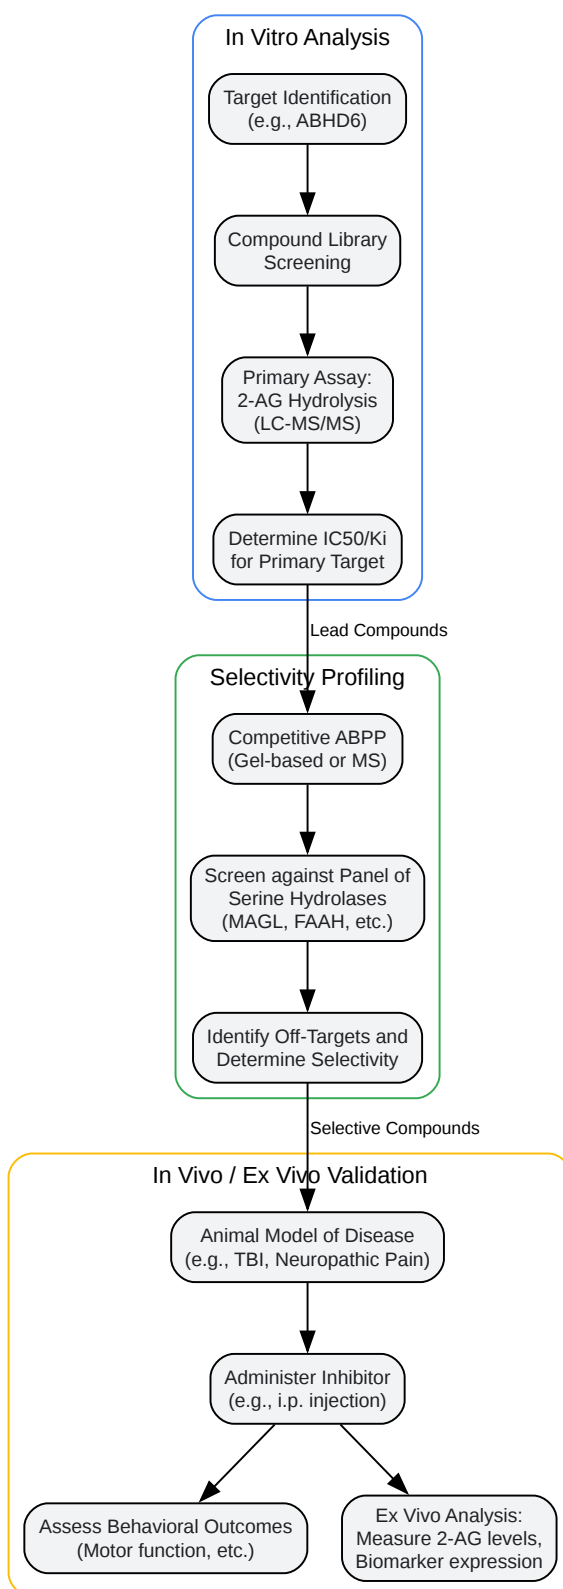 In Vitro Analysis
Target Identification
(e.g., ABHD6)
Compound Library
Screening
Primary Assay:
2-AG Hydrolysis
(LC-MS/MS)
Determine IC50/Ki
for Primary Target
Lead Compounds
Selectivity Profiling
Competitive ABPP
(Gel-based or MS)
Screen against Panel of
Serine Hydrolases
(MAGL, FAAH, etc.)
Identify Off-Targets and
Determine Selectivity
Selective Compounds
In Vivo / Ex Vivo Validation
Animal Model of Disease
(e.g., TBI, Neuropathic Pain)
Administer Inhibitor
(e.g., i.p. injection)
Assess Behavioral Outcomes
(Motor function, etc.)
Ex Vivo Analysis:
Measure 2-AG levels,
Biomarker expression